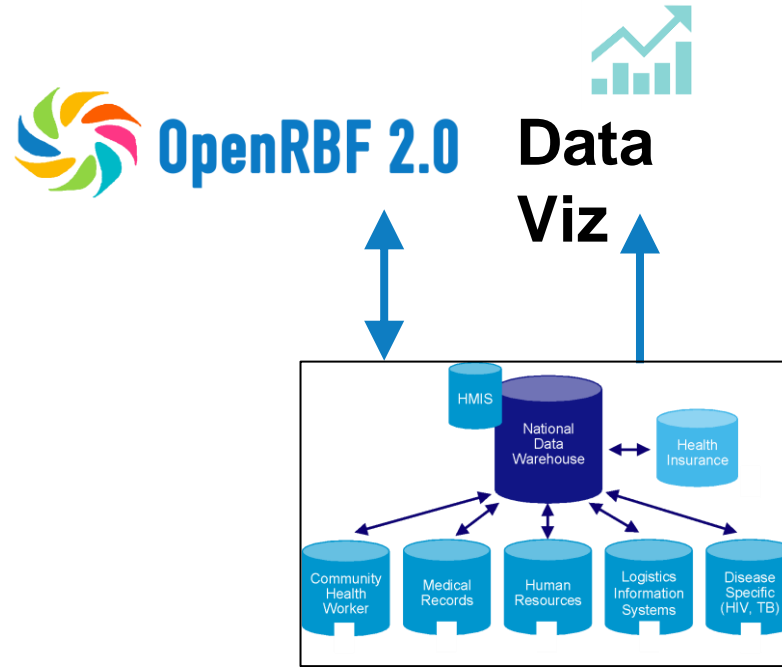 OpenRBF 2.0
Data
Viz
HMIS
National
Data
Warehouse
Health
Insurance
Community
Health
Worker
Medical
Records
Human
Resources
Logistics
Information
Systems
Disease
Specific
(HIV, TB)